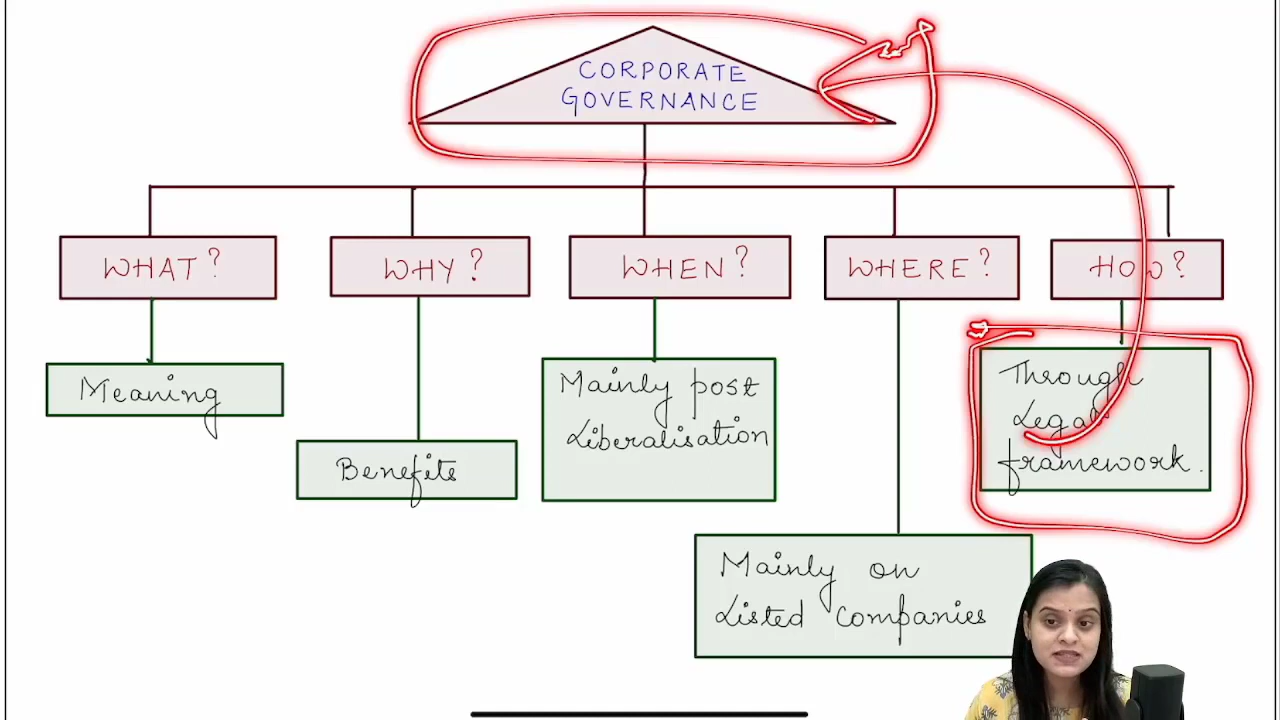 CORPORATE
GOVERNANCE
WHAT?
WHY?
WHEN?
WHERE?
HOW?
Meaning
Benefits
Mainly post
Liberalisation
Mainly on
Listed Companies
Through
Legal
framework.